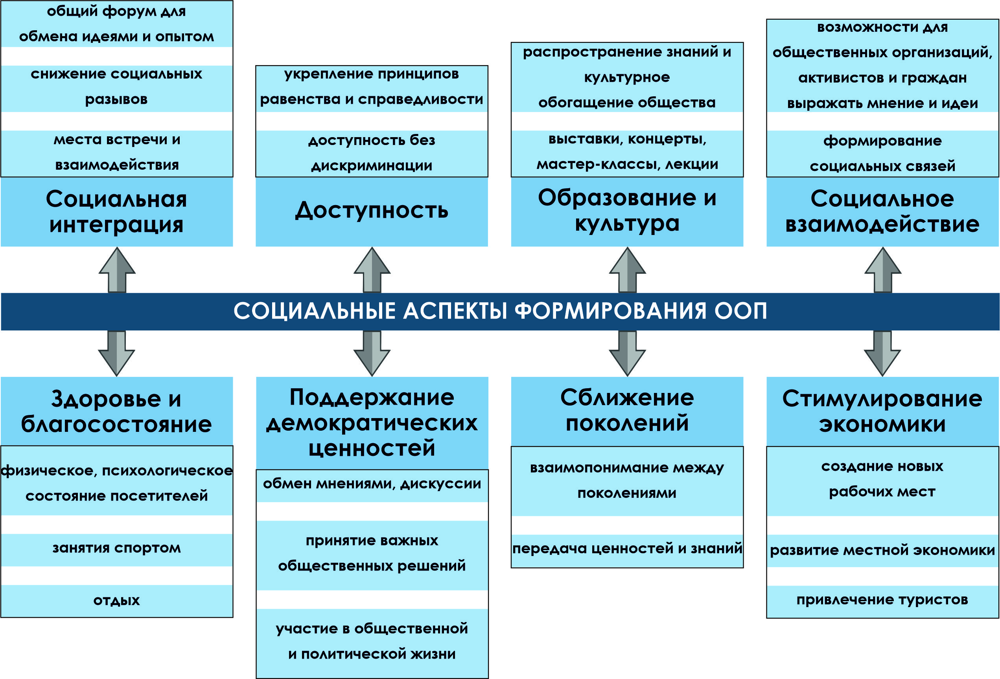 общий форум для
обмена идеями и опытом
снижение социальных
разывов
места встречи и
взаимодействия
Социальная
интеграция
укрепление принципов
равенства и справедливости
доступность без
дискриминации
Доступность
распространение знаний и
культурное
обогащение общества
выставки, концерты,
мастер-классы, лекции
Образование и
культура
возможности для
общественных организаций,
активистов и граждан
выражать мнение и идеи
формирование
социальных связей
Социальное
взаимодействие
СОЦИАЛЬНЫЕ АСПЕКТЫ ФОРМИРОВАНИЯ ООП
Здоровье и
благосостояние
физическое, психологическое
состояние посетителей
занятия спортом
отдых
Поддержание
демократических
ценностей
обмен мнениями, дискуссии
принятие важных
общественных решений
участие в общественной
и политической жизни
Сближение
поколений
взаимопонимание между
поколениями
передача ценностей и знаний
Стимулирование
экономики
создание новых
рабочих мест
развитие местной экономики
привлечение туристов